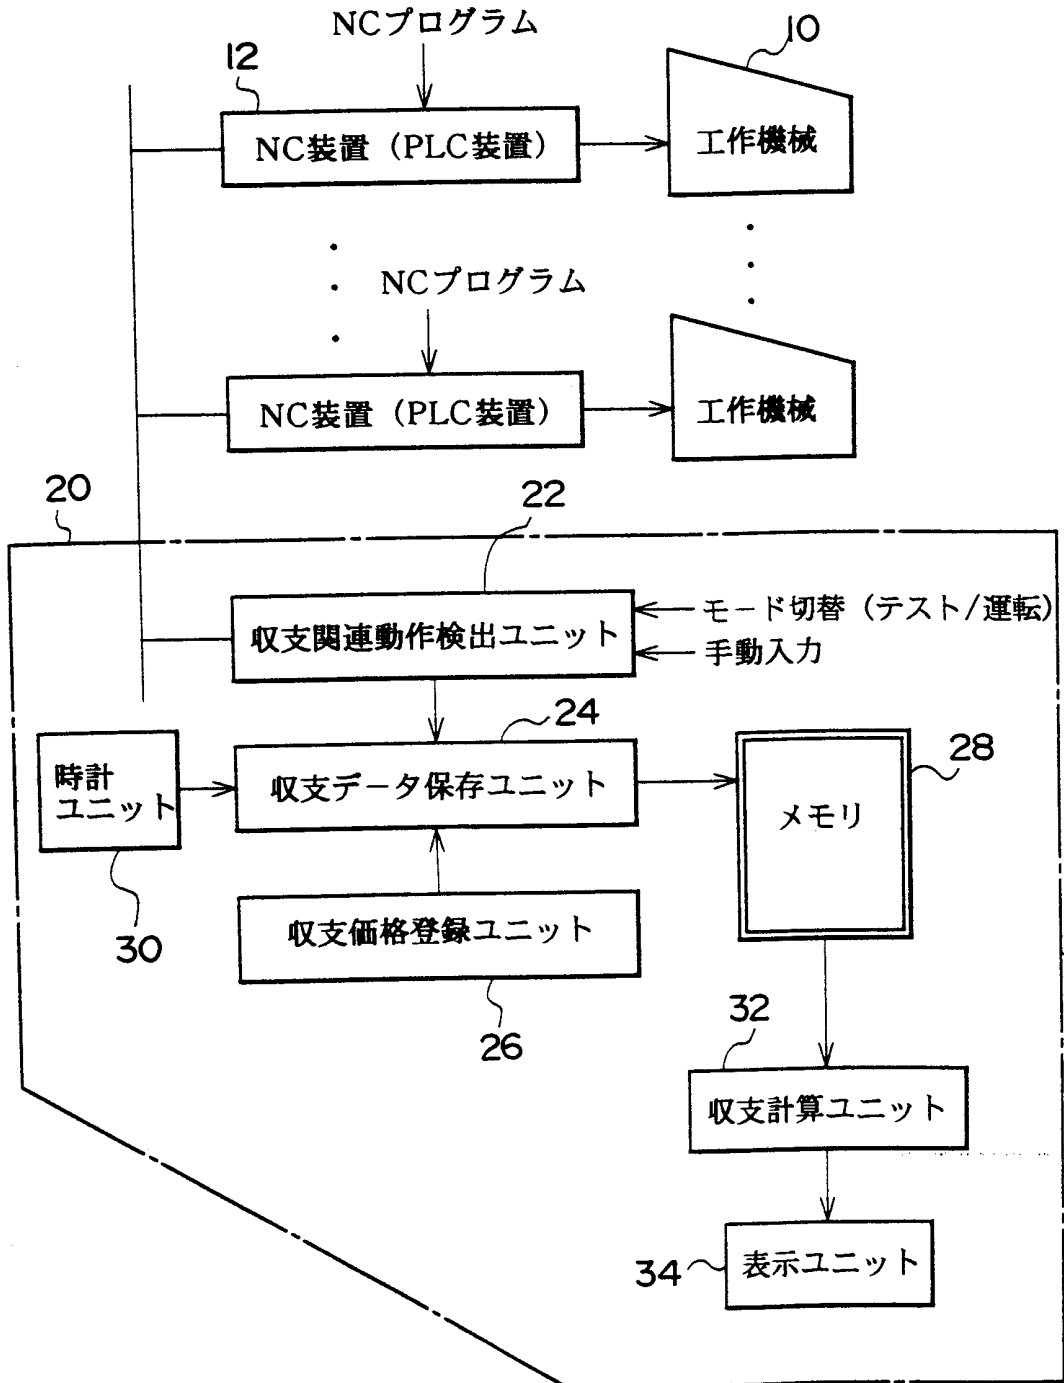 NCプログラム
10
12
NC装置（PLC装置）
工作機械
NCプログラム
NC装置（PLC装置）
工作機械
20
22
収支関連動作検出ユニット
モード切替（テスト/運転）
手動入力
24
時計
ユニット
収支データ保存ユニット
28
メモリ
30
収支価格登録ユニット
26
32
収支計算ユニット
34
表示ユニット